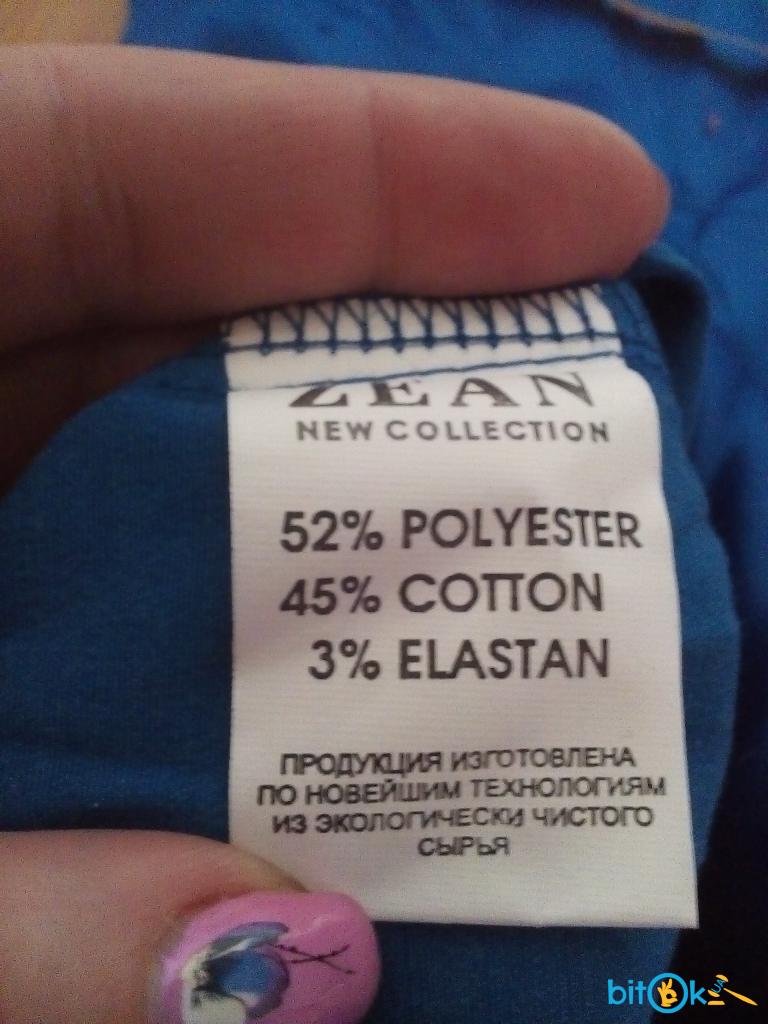 ZEAN
NEW COLLECTION
52% POLYESTER
45% COTTON
3% ELASTAN
ПРОДУКЦИЯ ИЗГОТОВЛЕНА
ПО НОВЕЙШИМ ТЕХНОЛОГИЯМ
ИЗ ЭКОЛОГИЧЕСКИ ЧИСТОГО
СЫРЬЯ
bitOk UA